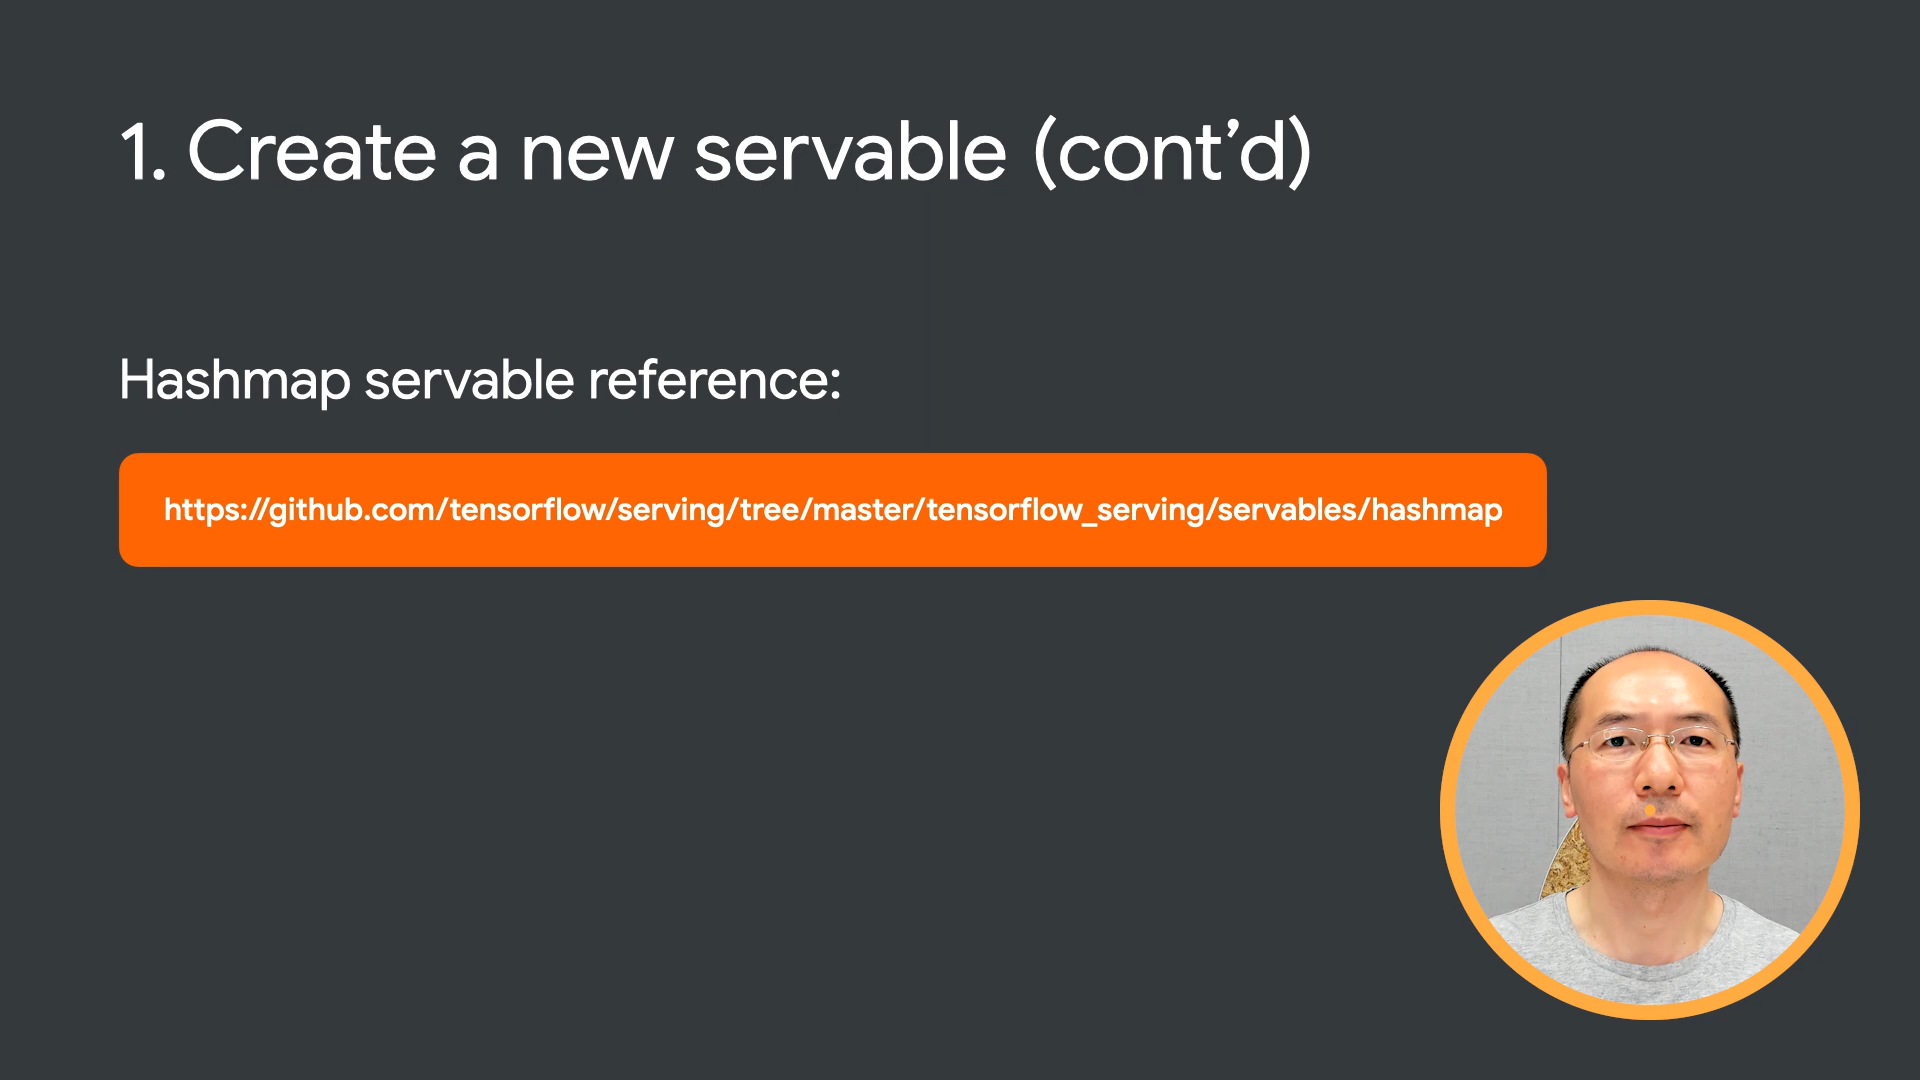 1. Create a new servable (cont’d)
Hashmap servable reference:
https://github.com/tensorflow/serving/tree/master/tensorflow_serving/servables/hashmap